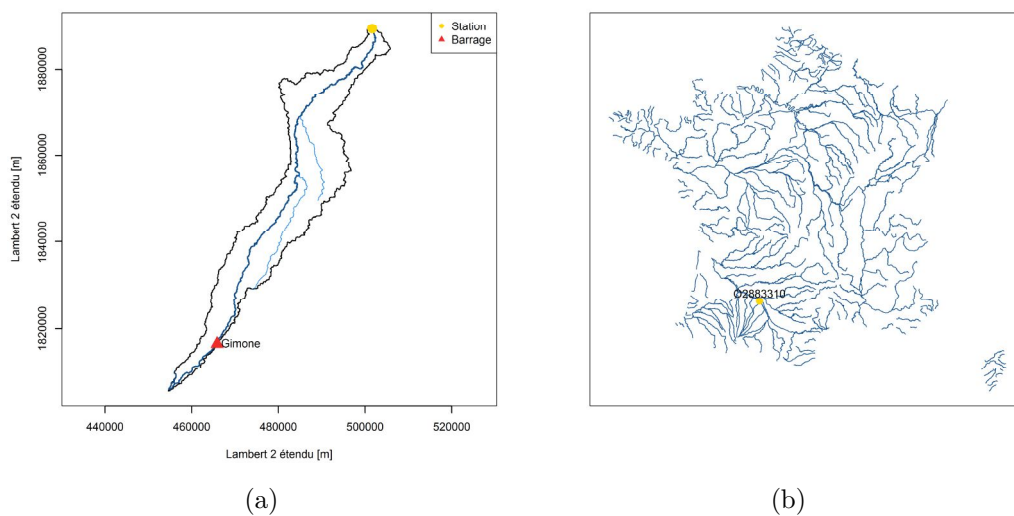 Station
Barrage
1880000
1860000
1840000
1820000
Lambert 2 étendu [m]
Gimone
440000
460000
480000
500000
520000
Lambert 2 étendu [m]
(a)
O2883310
(b)